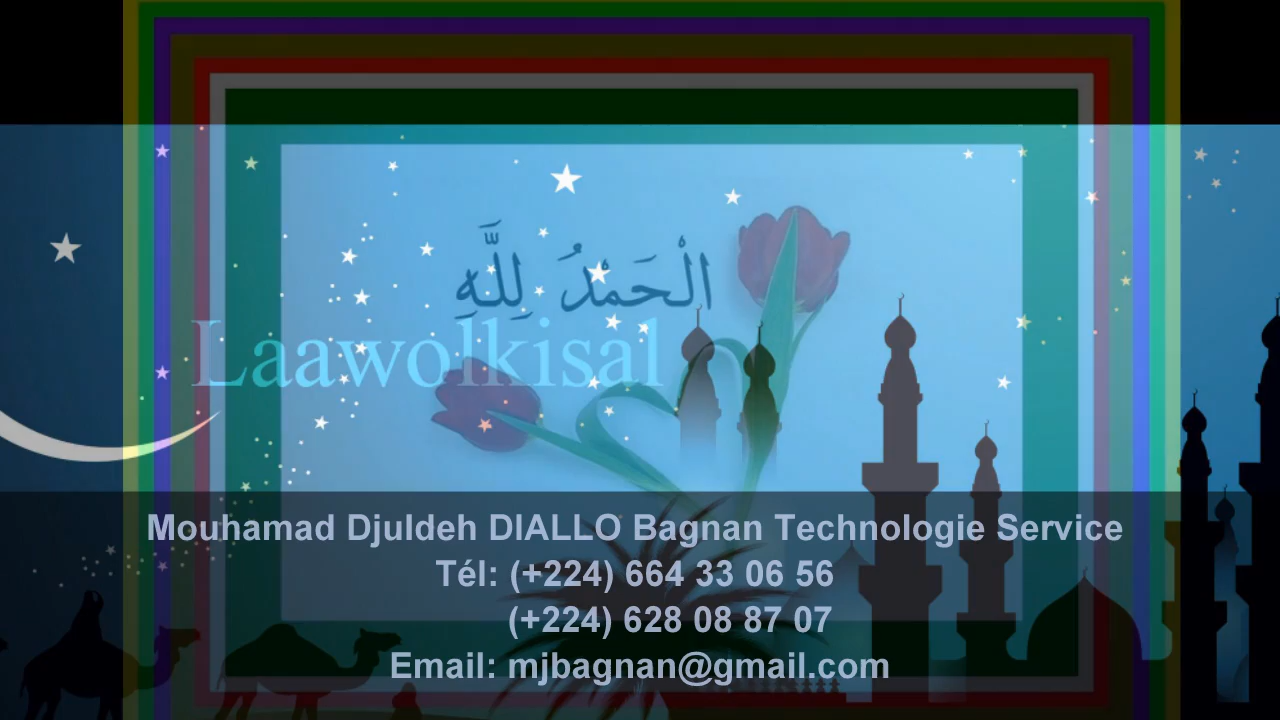 الْحَمْدُ لِلَّهِ
Laawolkisal
Mouhamad Djuldeh DIALLO Bagnan Technologie Service
Tél: (+224) 664 33 06 56
(+224) 628 08 87 07
Email: mjbagnan@gmail.com